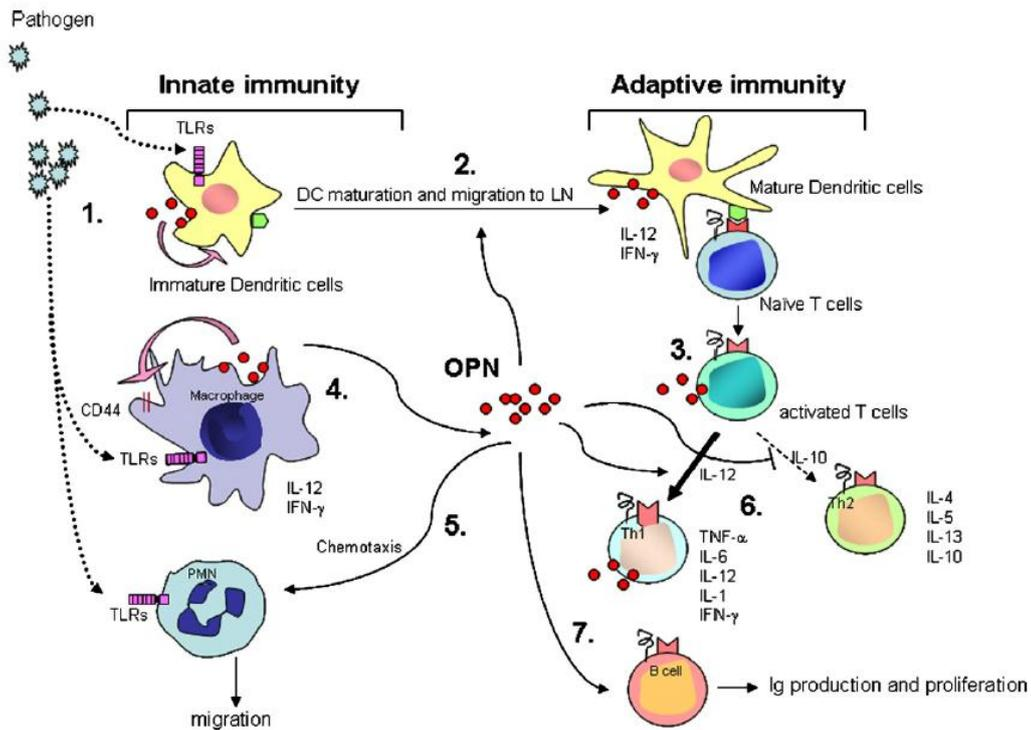 Pathogen
Innate immunity
Adaptive immunity
TLRs
2.
DC maturation and migration to LN
Mature Dendritic cells
1.
IL-12
IFN-γ
Immature Dendritic cells
Naïve T cells
3.
OPN
Macrophage
4.
CD44
activated T cells
TLRs
IL-12
IFN-γ
IL-12
IL-10
6.
Th2
IL-4
IL-5
IL-13
IL-10
Th1
TNF-α
IL-6
IL-12
IL-1
IFN-γ
5.
Chemotaxis
PMN
TLRs
7.
B cell
Ig production and proliferation
migration